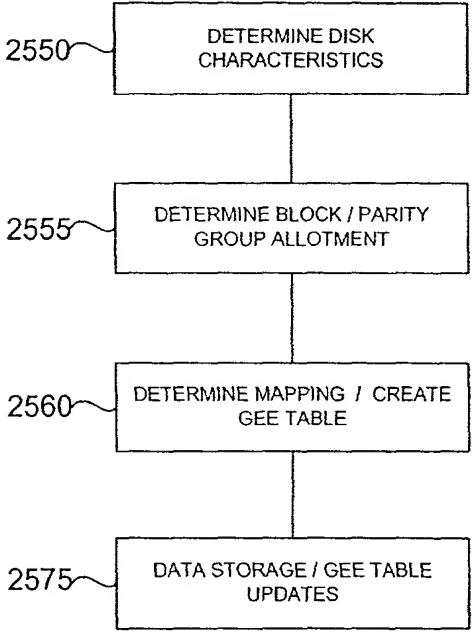 2550
DETERMINE DISK
CHARACTERISTICS
2555
DETERMINE BLOCK / PARITY
GROUP ALLOTMENT
2560
DETERMINE MAPPING / CREATE
GEE TABLE
2575
DATA STORAGE / GEE TABLE
UPDATES